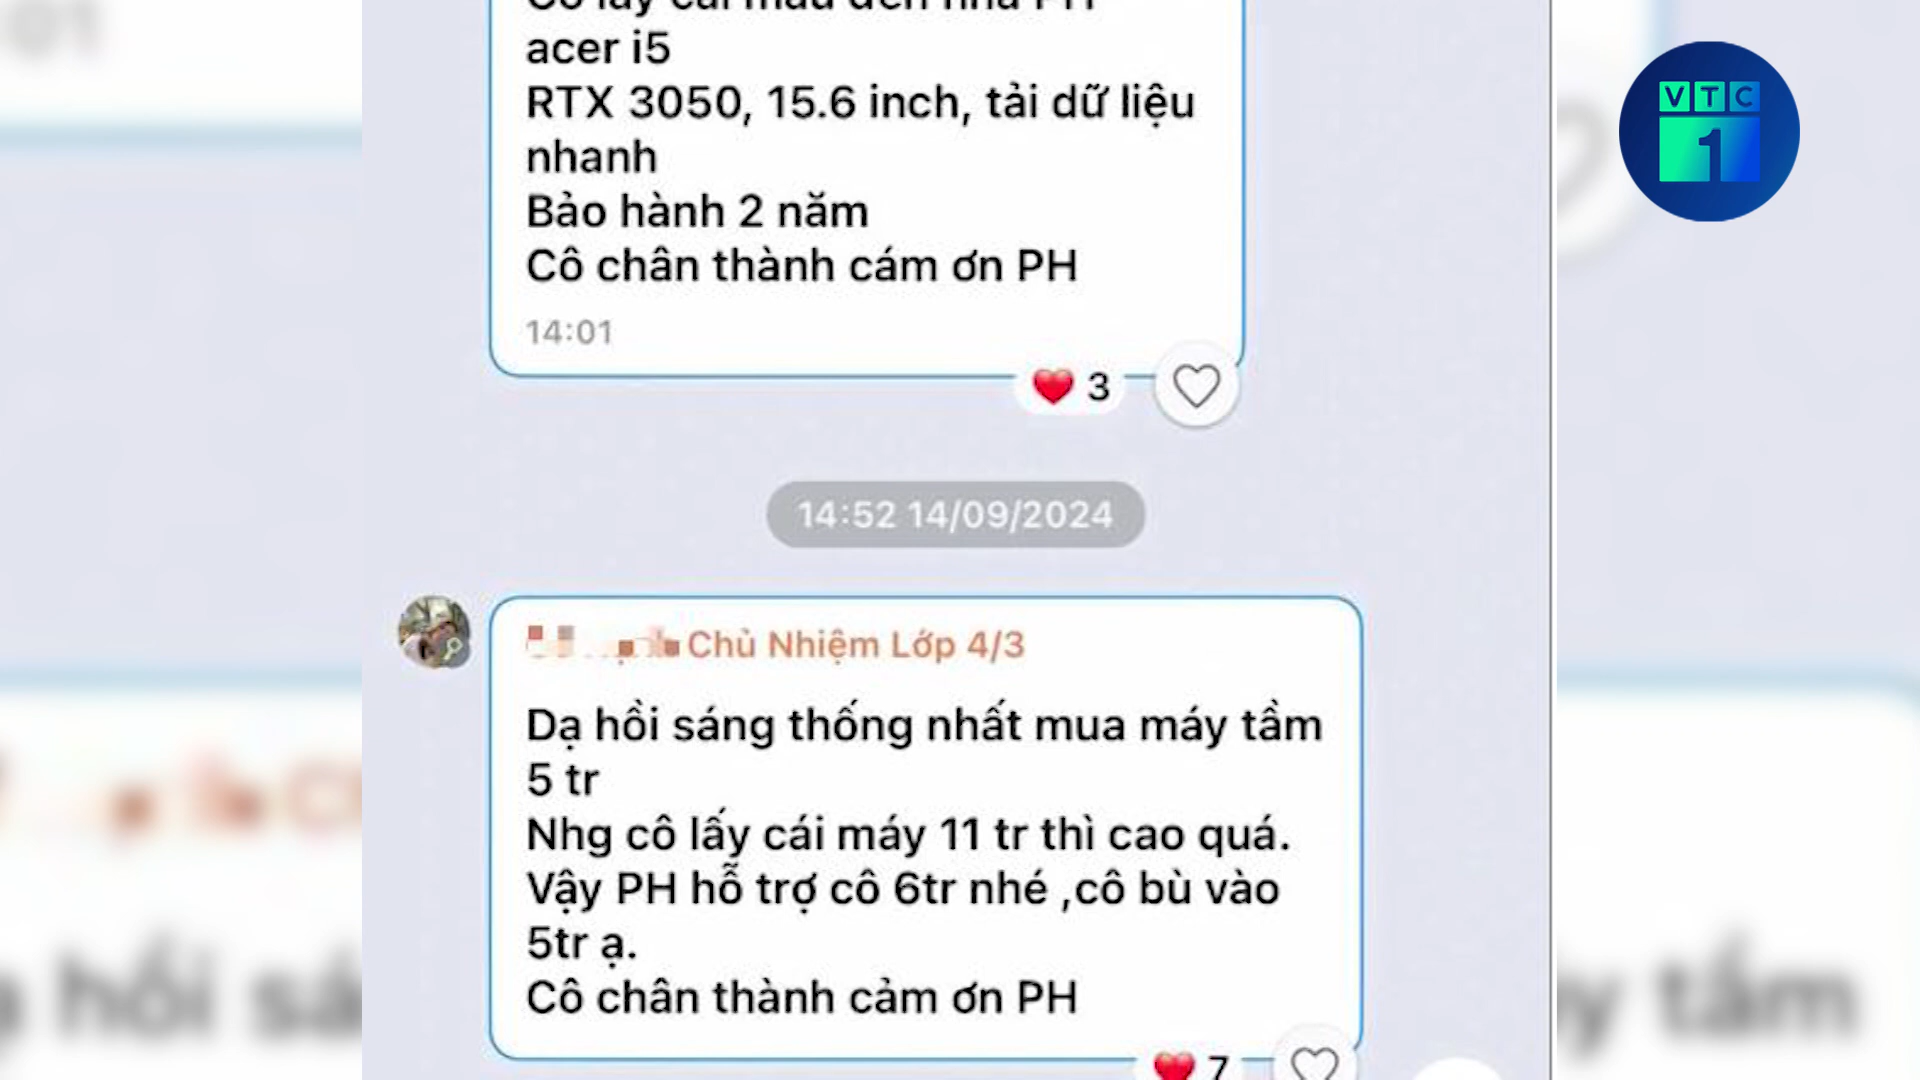 acer i5
RTX 3050, 15.6 inch, tải dữ liệu
nhanh
Bảo hành 2 năm
Cô chân thành cám ơn PH
14:01
3
14:52 14/09/2024
Chủ Nhiệm Lớp 4/3
Dạ hồi sáng thống nhất mua máy tầm
5 tr
Nhg cô lấy cái máy 11 tr thì cao quá.
Vậy PH hỗ trợ cô 6tr nhé ,cô bù vào
5tr ạ.
Cô chân thành cảm ơn PH
7
VTC
1